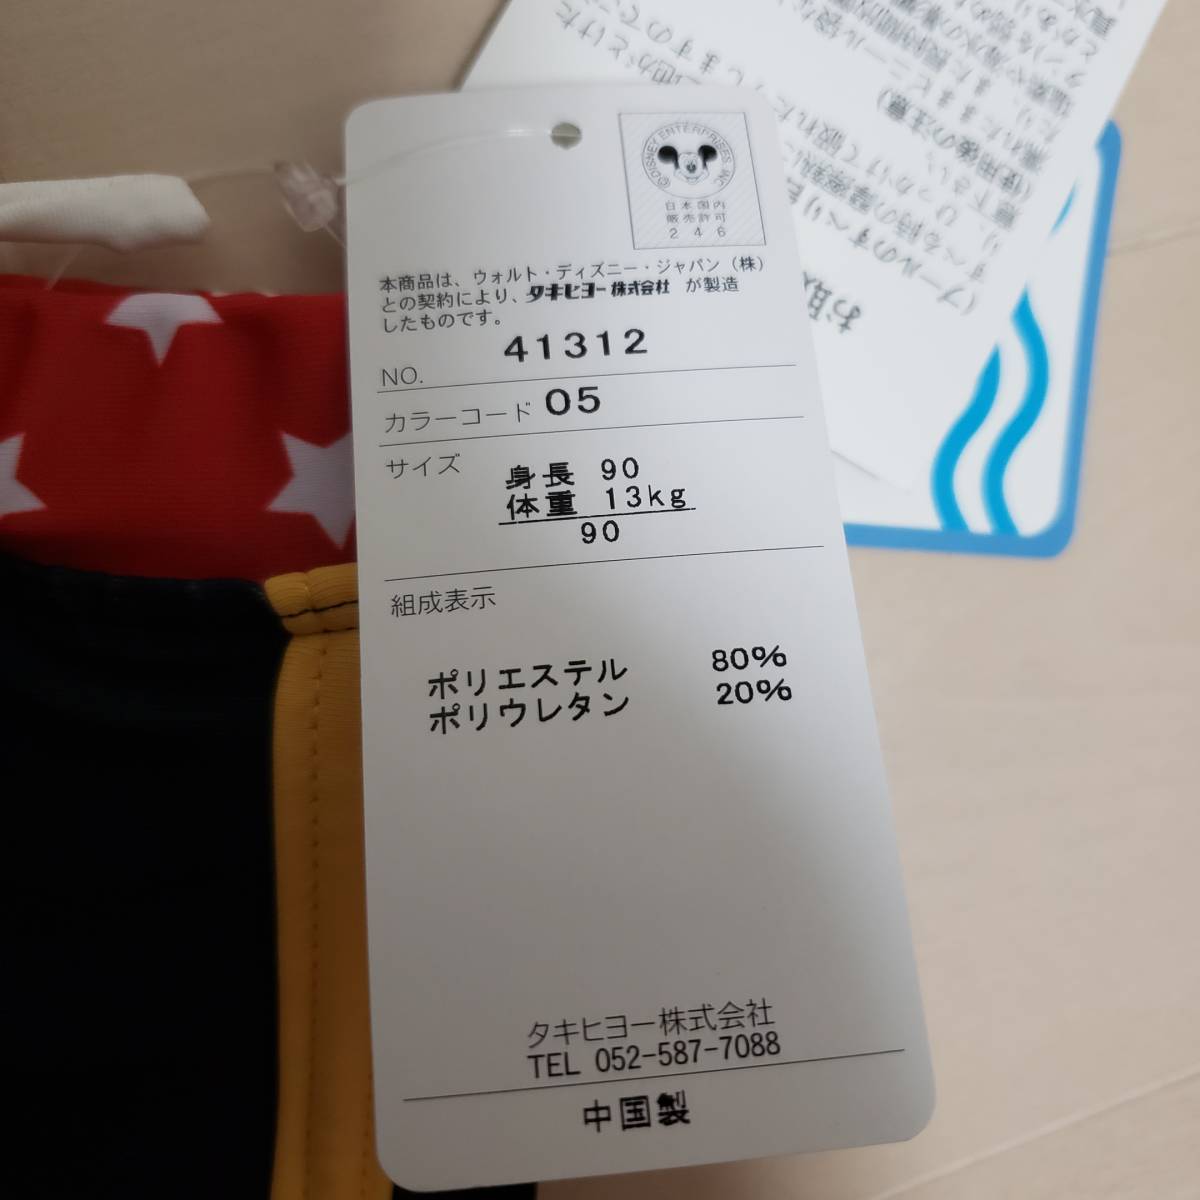 ©DISNEY ENTERPRISES, INC
日本国内
販売許可
246
本商品は、ウォルト・ディズニー・ジャパン（株）
との契約により、タキヒヨー株式会社 が製造
したものです。
NO. 41312
カラーコード 05
サイズ 身長 90
体重 13kg
90
組成表示
ポリエステル 80%
ポリウレタン 20%
タキヒヨー株式会社
TEL 052-587-7088
中国製